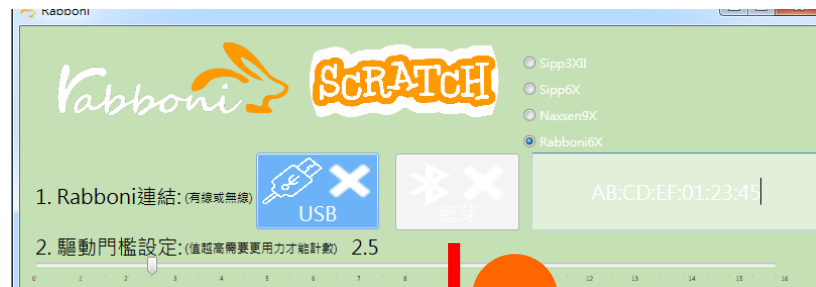 Rabboni
rabboni
SCRATCH
Sipp3XII
Sipp6X
Naxsen9X
Rabboni6X
1. Rabboni連結:(有線或無線)
USB
藍芽
AB:CD:EF:01:23:45
2. 驅動門檻設定:(值越高需要更用力才能計數) 2.5
0 1 2 3 4 5 6 7 8 12 13 14 15 16